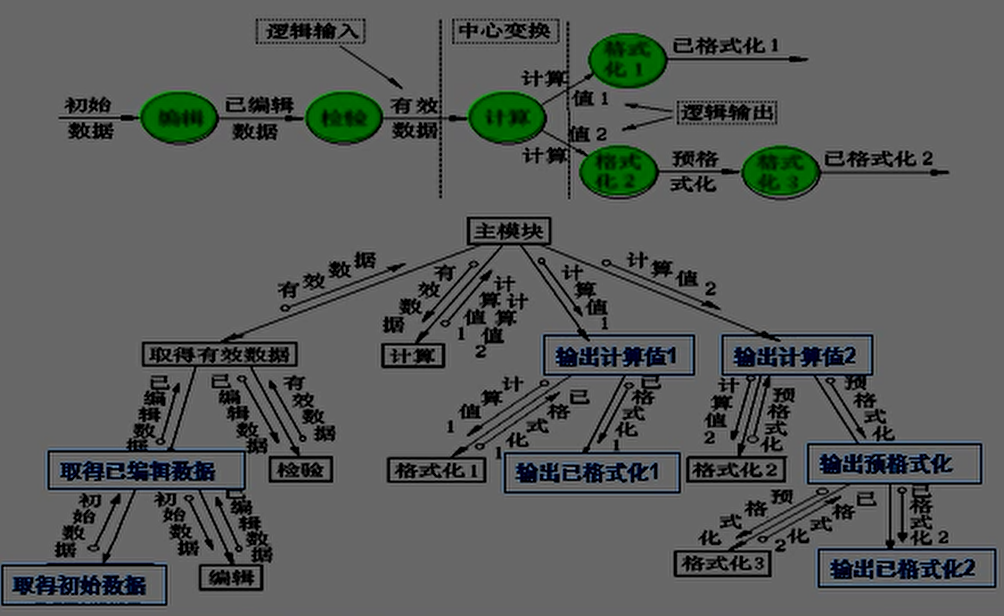 逻辑输入
中心变换
格式
化1
已格式化1
计算
值1
初始
数据
编辑
已编辑
数据
检验
有效
数据
计算
逻辑输出
值2
计算
格式
化2
预格
式化
格式
化3
已格式化2
主模块
有效数据
有效数据
计算值1
计算值2
计算值1
计算值2
取得有效数据
计算
输出计算值1
输出计算值2
已编辑数据
已编辑数据
有效数据
计算值1
已格式化1
已格式化1
计算值2
预格式化
预格式化
取得已编辑数据
检验
格式化1
输出已格式化1
格式化2
输出预格式化
初始数据
初始数据
已编辑数据
预格式化
已格式化2
已格式化2
取得初始数据
编辑
格式化3
输出已格式化2